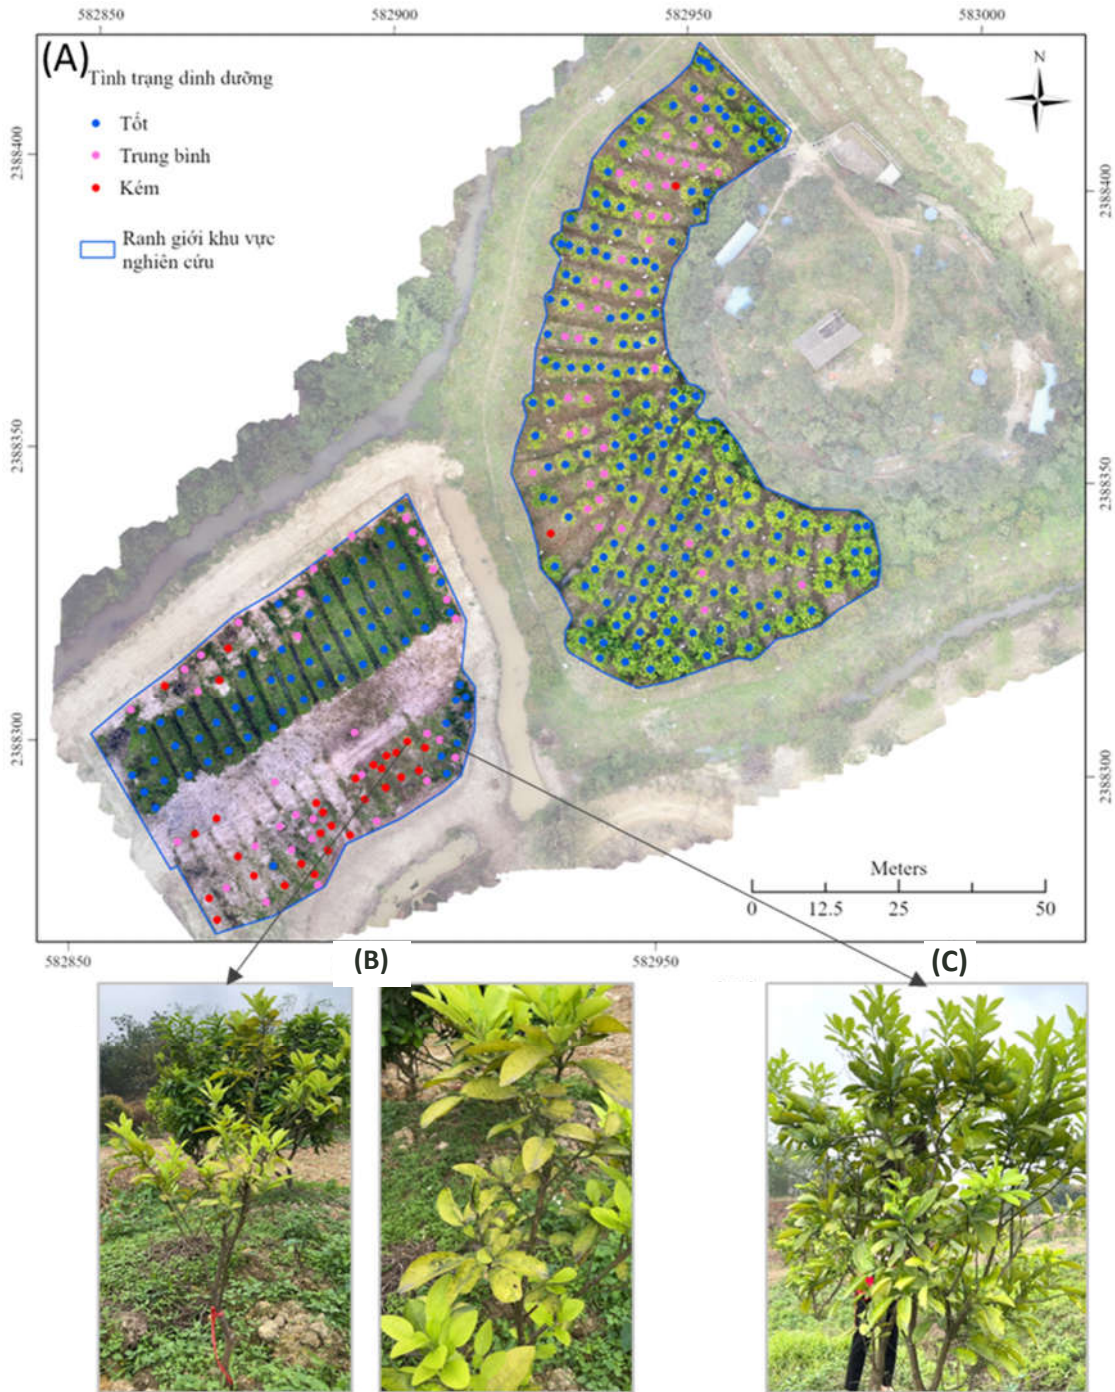 582850
582900
582950
583000
(A)
Tình trạng dinh dưỡng
Tốt
Trung bình
Kém
Ranh giới khu vực
nghiên cứu
N
2388400
2388400
2388350
2388350
2388300
2388300
Meters
0
12.5
25
50
582850
582950
(B)
(C)